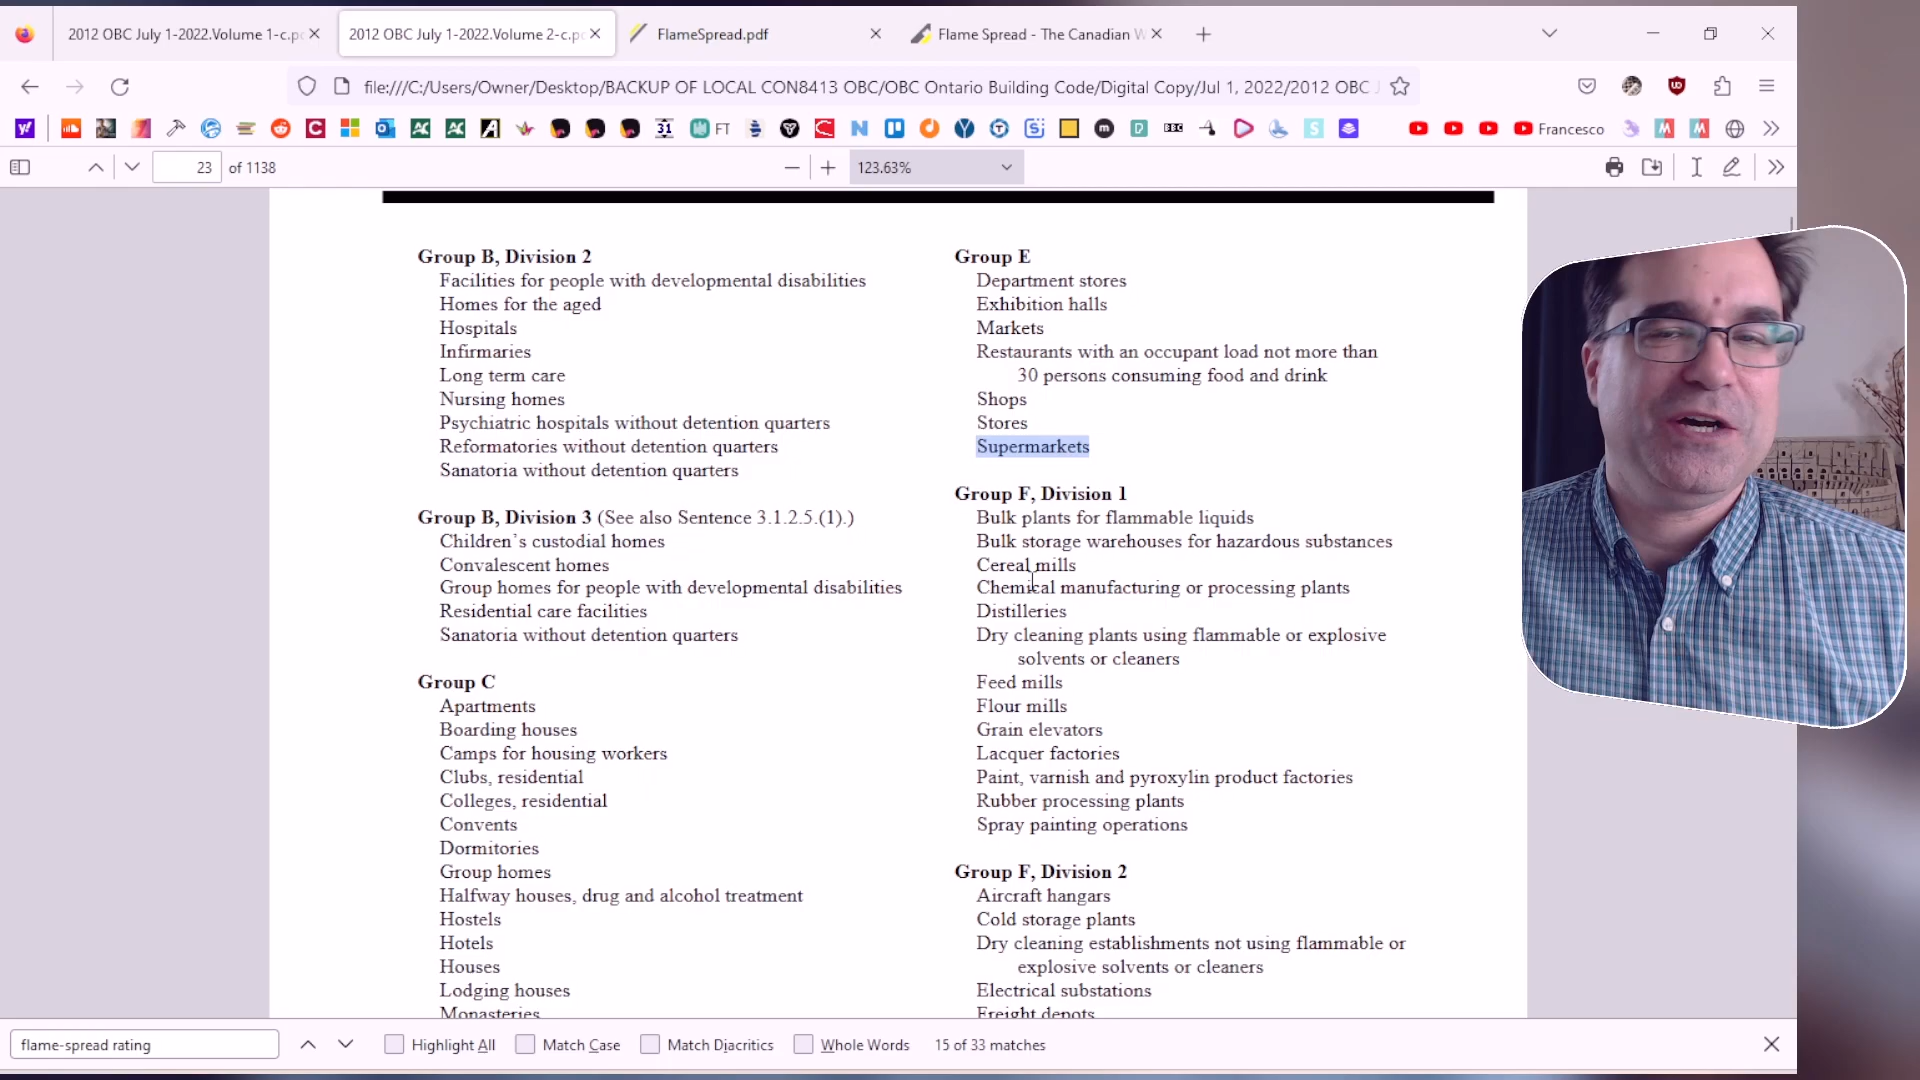 2012 OBC July 1-2022.Volume 1-c.p
2012 OBC July 1-2022.Volume 2-c.p
FlameSpread.pdf
Flame Spread - The Canadian W
file:///C:/Users/Owner/Desktop/BACKUP OF LOCAL CON8413 OBC/OBC Ontario Building Code/Digital Copy/Jul 1, 2022/2012 OBC J
31
FT
BBC
Francesco
23 of 1138
123.63%
Group B, Division 2
Facilities for people with developmental disabilities
Homes for the aged
Hospitals
Infirmaries
Long term care
Nursing homes
Psychiatric hospitals without detention quarters
Reformatories without detention quarters
Sanatoria without detention quarters
Group B, Division 3 (See also Sentence 3.1.2.5.(1).)
Children's custodial homes
Convalescent homes
Group homes for people with developmental disabilities
Residential care facilities
Sanatoria without detention quarters
Group C
Apartments
Boarding houses
Camps for housing workers
Clubs, residential
Colleges, residential
Convents
Dormitories
Group homes
Halfway houses, drug and alcohol treatment
Hostels
Hotels
Houses
Lodging houses
Monasteries
Group E
Department stores
Exhibition halls
Markets
Restaurants with an occupant load not more than
30 persons consuming food and drink
Shops
Stores
Supermarkets
Group F, Division 1
Bulk plants for flammable liquids
Bulk storage warehouses for hazardous substances
Cereal mills
Chemical manufacturing or processing plants
Distilleries
Dry cleaning plants using flammable or explosive
solvents or cleaners
Feed mills
Flour mills
Grain elevators
Lacquer factories
Paint, varnish and pyroxylin product factories
Rubber processing plants
Spray painting operations
Group F, Division 2
Aircraft hangars
Cold storage plants
Dry cleaning establishments not using flammable or
explosive solvents or cleaners
Electrical substations
Freight depots
flame-spread rating
Highlight All
Match Case
Match Diacritics
Whole Words
15 of 33 matches